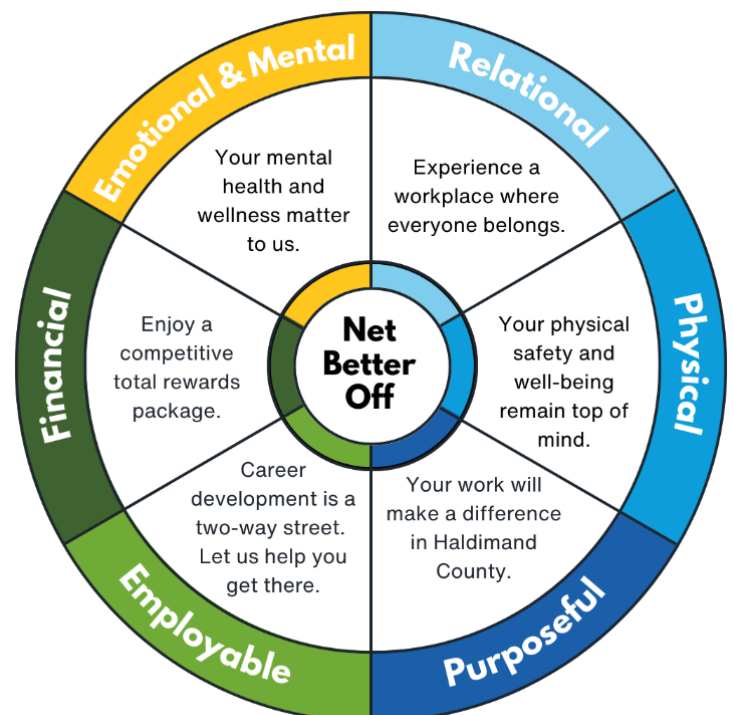 Emotional & Mental
Your mental
health and
wellness matter
to us.
Relational
Experience a
workplace where
everyone belongs.
Physical
Your physical
safety and
well-being
remain top of
mind.
Purposeful
Your work will
make a difference
in Haldimand
County.
Employable
Career
development is a
two-way street.
Let us help you
get there.
Financial
Enjoy a
competitive
total rewards
package.
Net
Better
Off